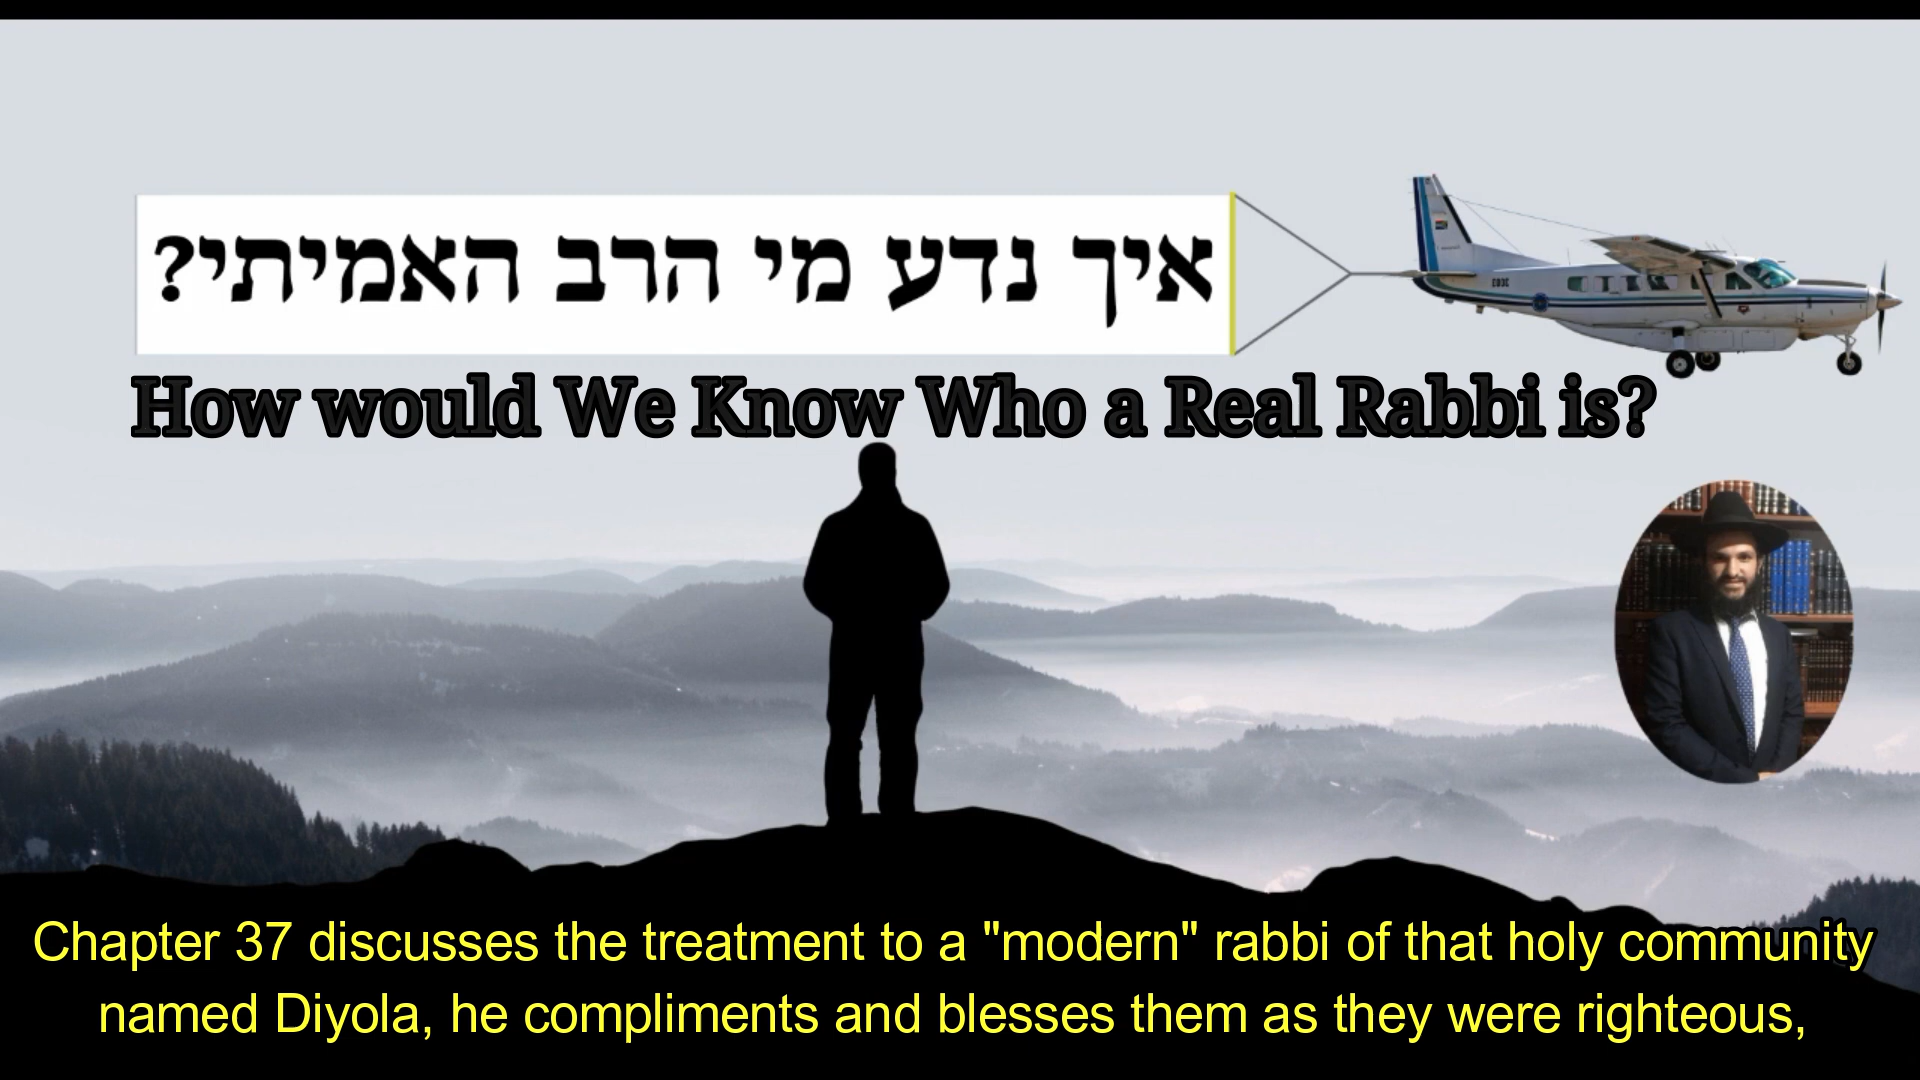 איך נדע מי הרב האמיתי?
How would We Know Who a Real Rabbi is?
Chapter 37 discusses the treatment to a "modern" rabbi of that holy community
named Diyola, he compliments and blesses them as they were righteous,